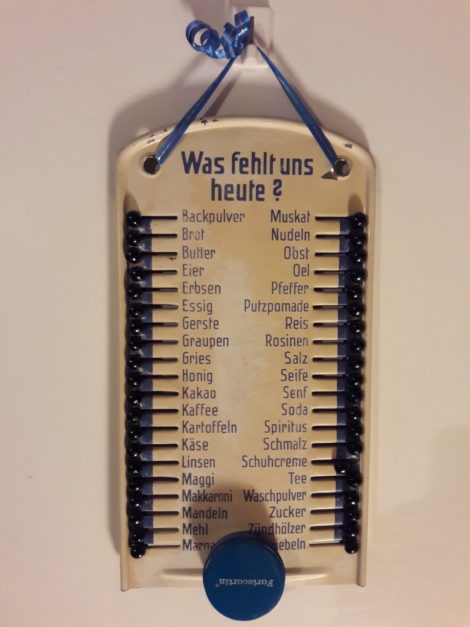 Was fehlt uns
heute?
Backpulver Muskat
Brot Nudeln
Butter Obst
Eier Oel
Erbsen Pfeffer
Essig Putzpomade
Gerste Reis
Graupen Rosinen
Gries Salz
Honig Seife
Kakao Senf
Kaffee Soda
Kartoffeln Spiritus
Käse Schmalz
Linsen Schuhcreme
Maggi Tee
Makkaroni Waschpulver
Mandeln Zucker
Mehl Zündhölzer
Fortecortin®